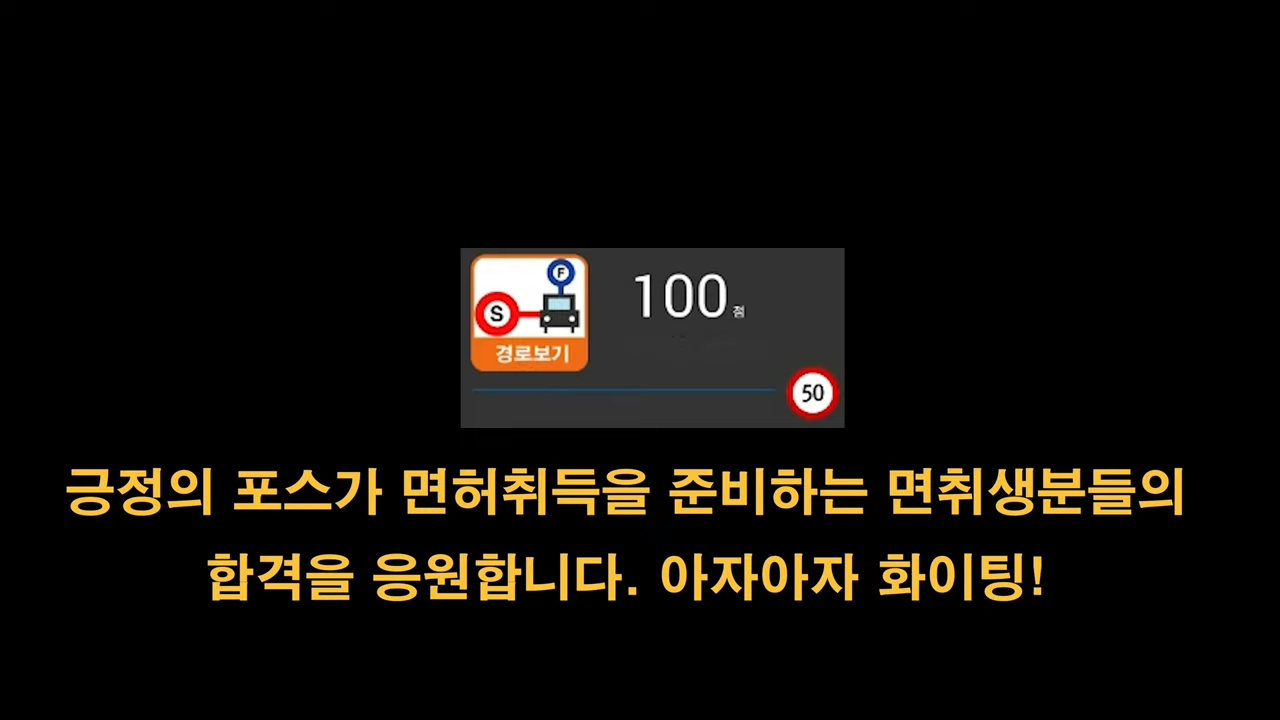 F
S
100점
경로보기
50
긍정의 포스가 면허취득을 준비하는 면취생분들의
합격을 응원합니다. 아자아자 화이팅!